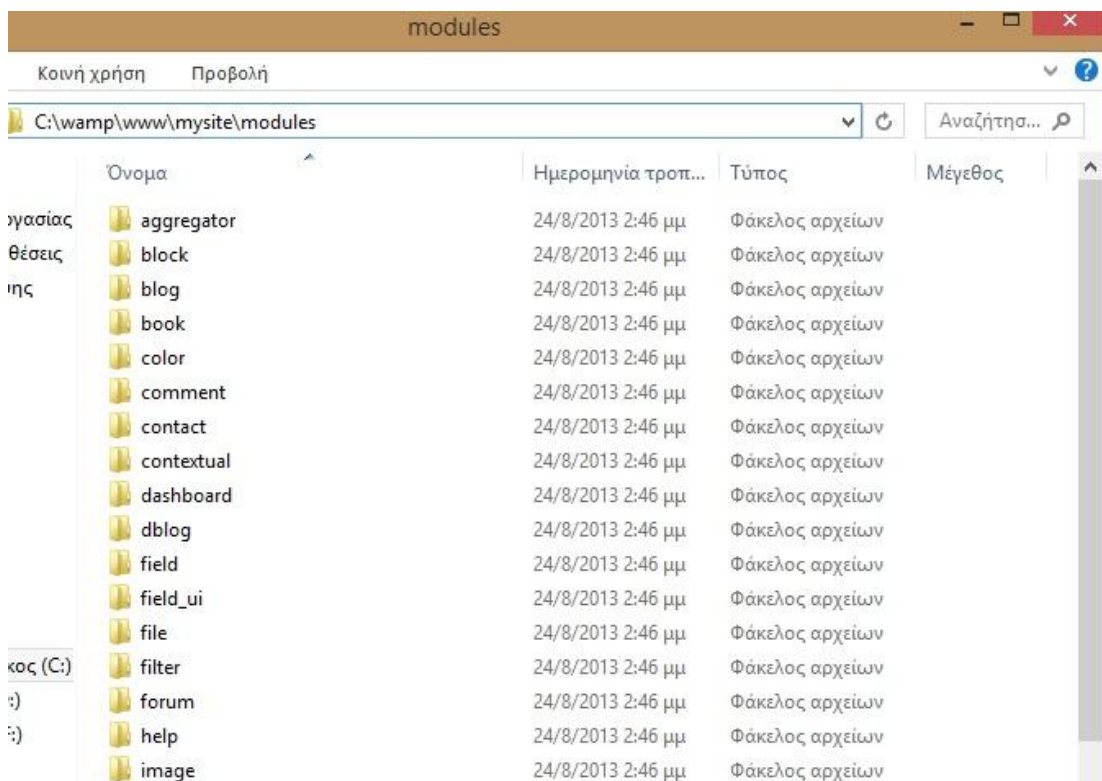 modules
Κοινή χρήση Προβολή
C:\wamp\www\mysite\modules Αναζήτησ...
Όνομα Ημερομηνία τροπ... Τύπος Μέγεθος
aggregator 24/8/2013 2:46 μμ Φάκελος αρχείων
block 24/8/2013 2:46 μμ Φάκελος αρχείων
blog 24/8/2013 2:46 μμ Φάκελος αρχείων
book 24/8/2013 2:46 μμ Φάκελος αρχείων
color 24/8/2013 2:46 μμ Φάκελος αρχείων
comment 24/8/2013 2:46 μμ Φάκελος αρχείων
contact 24/8/2013 2:46 μμ Φάκελος αρχείων
contextual 24/8/2013 2:46 μμ Φάκελος αρχείων
dashboard 24/8/2013 2:46 μμ Φάκελος αρχείων
dblog 24/8/2013 2:46 μμ Φάκελος αρχείων
field 24/8/2013 2:46 μμ Φάκελος αρχείων
field_ui 24/8/2013 2:46 μμ Φάκελος αρχείων
file 24/8/2013 2:46 μμ Φάκελος αρχείων
(C:) filter 24/8/2013 2:46 μμ Φάκελος αρχείων
forum 24/8/2013 2:46 μμ Φάκελος αρχείων
help 24/8/2013 2:46 μμ Φάκελος αρχείων
image 24/8/2013 2:46 μμ Φάκελος αρχείων